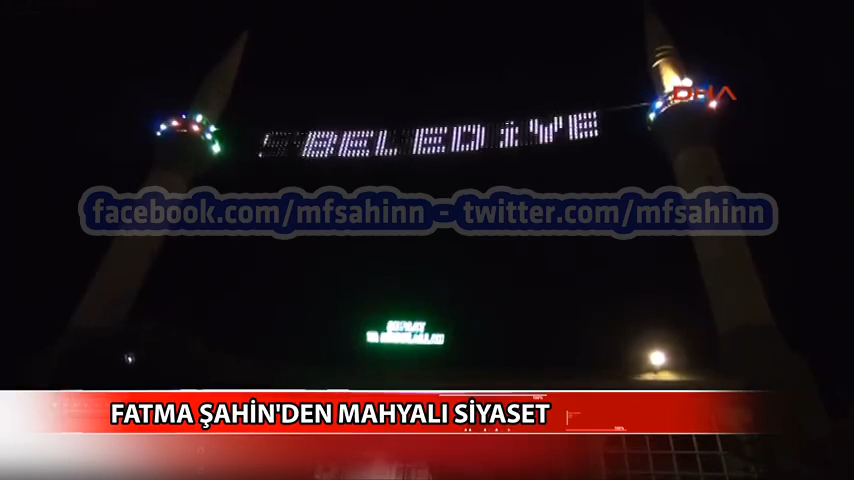 DHA
BELEDİYE
facebook.com/mfsahinn - twitter.com/mfsahinn
FATMA ŞAHİN'DEN MAHYALI SİYASET